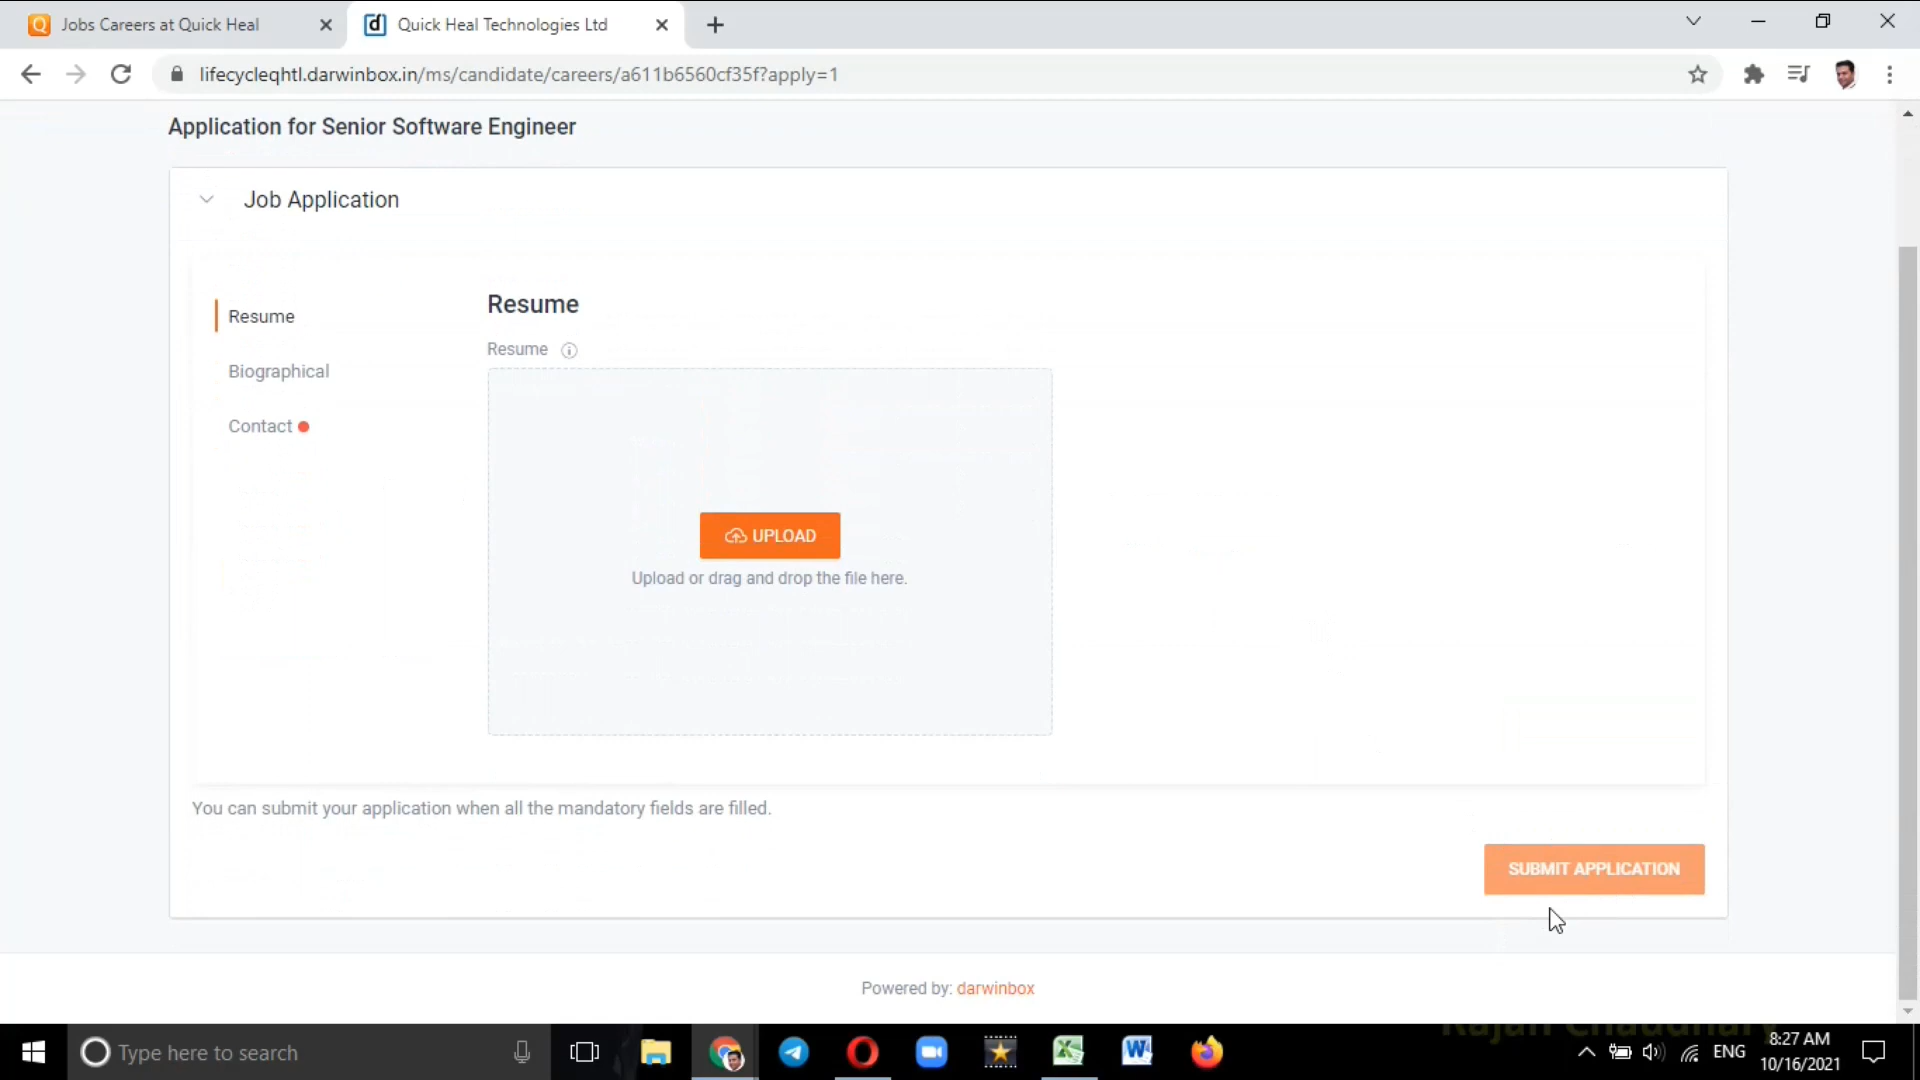 Jobs Careers at Quick Heal
Quick Heal Technologies Ltd
lifecycleqhtl.darwinbox.in/ms/candidate/careers/a611b6560cf35f?apply=1
Application for Senior Software Engineer
Job Application
Resume
Biographical
Contact
Resume
Resume
UPLOAD
Upload or drag and drop the file here.
You can submit your application when all the mandatory fields are filled.
SUBMIT APPLICATION
Powered by: darwinbox
Rajan Chaudhary
Type here to search
ENG
8:27 AM
10/16/2021